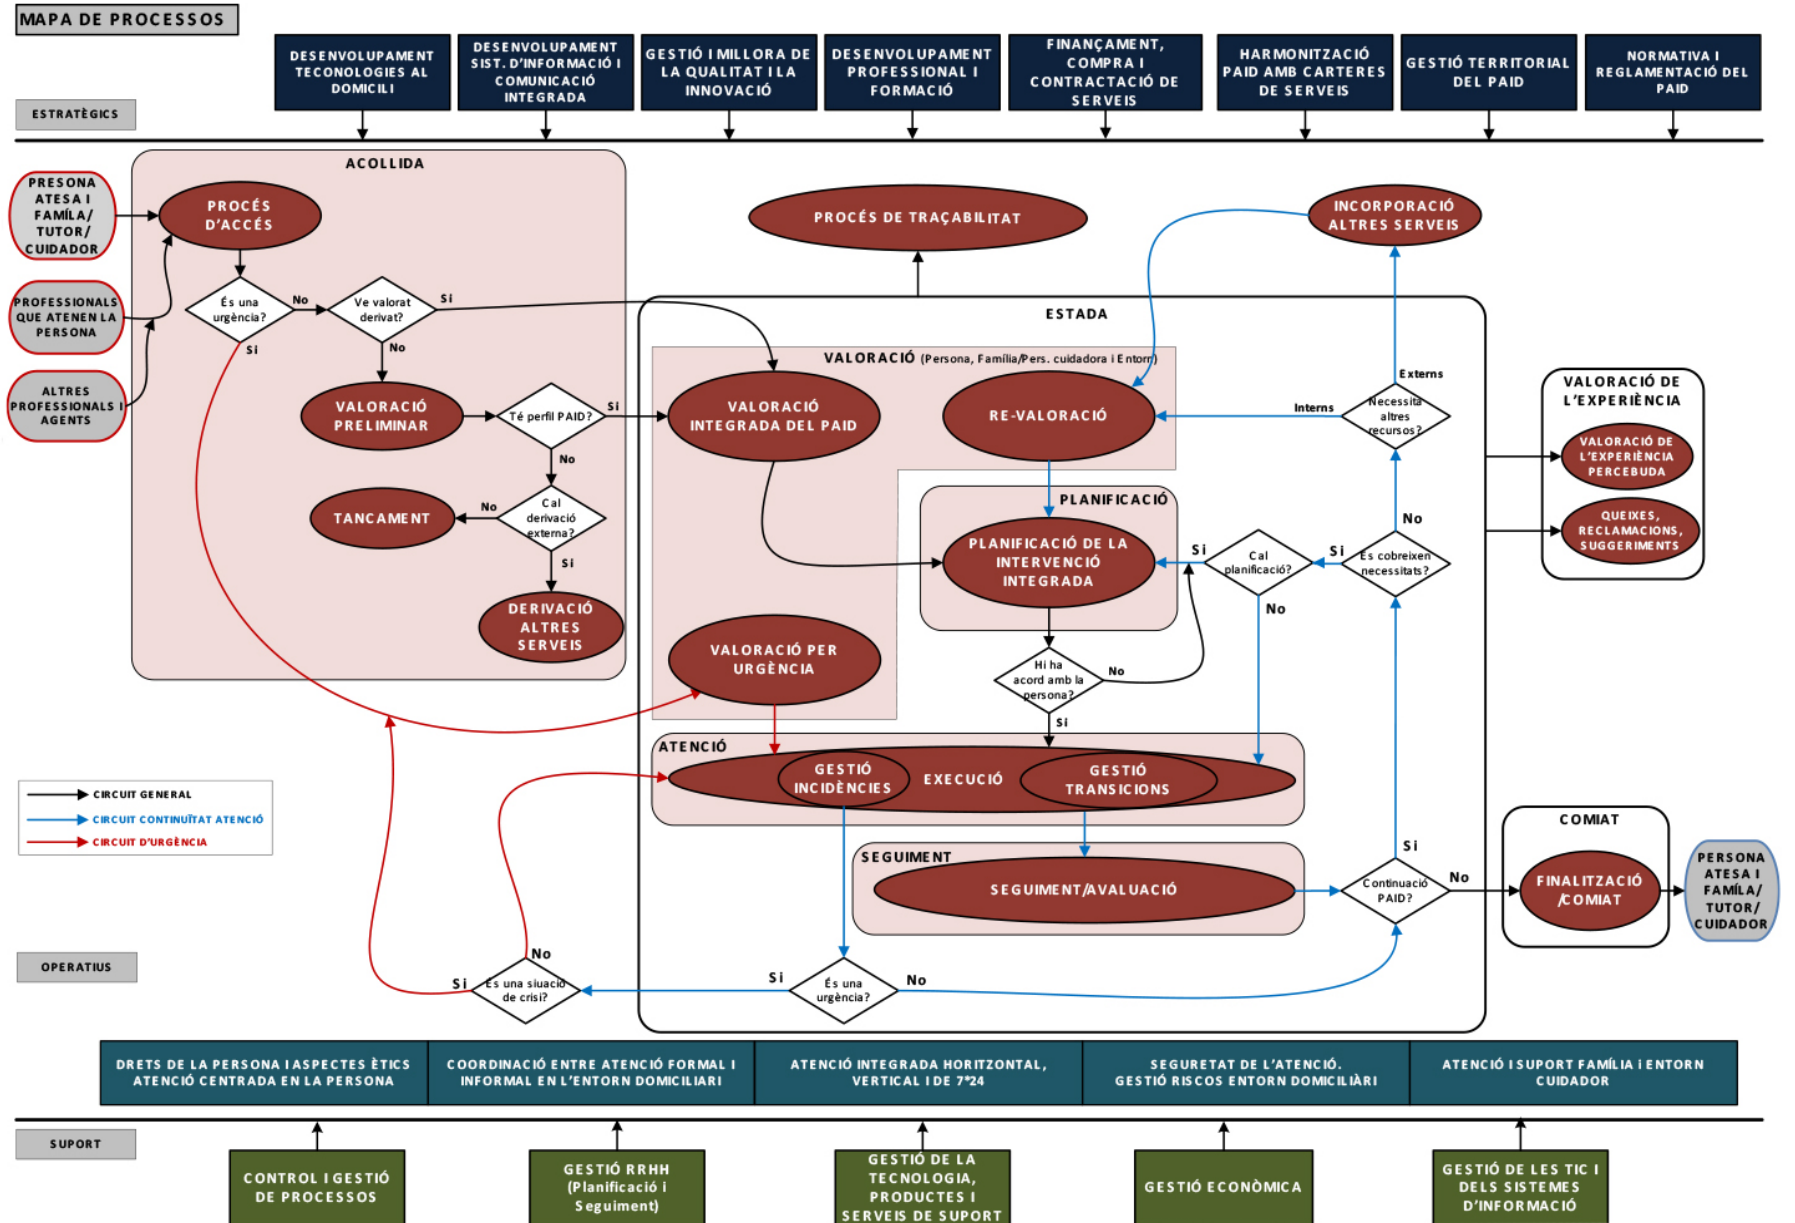 MAPA DE PROCESSOS
DESENVOLUPAMENT
TECONOLOGIES AL
DOMICILI
DESENVOLUPAMENT
SIST. D'INFORMACIÓ I
COMUNICACIÓ
INTEGRADA
GESTIÓ I MILLORA DE
LA QUALITAT I LA
INNOVACIÓ
DESENVOLUPAMENT
PROFESSIONAL I
FORMACIÓ
FINANÇAMENT,
COMPRA I
CONTRACTACIÓ DE
SERVEIS
HARMONITZACIÓ
PAID AMB CARTERES
DE SERVEIS
GESTIÓ TERRITORIAL
DEL PAID
NORMATIVA I
REGLAMENTACIÓ DEL
PAID
ESTRATÈGICS
ACOLLIDA
PRESONA
ATESA I
FAMÍLA/
TUTOR/
CUIDADOR
PROFESSIONALS
QUE ATENEN LA
PERSONA
ALTRES
PROFESSIONALS I
AGENTS
PROCÉS
D'ACCÉS
És una
urgència?
No
Si
Ve valorat
derivat?
Si
No
VALORACIÓ
PRELIMINAR
Té perfil PAID?
Si
No
TANCAMENT
No
Cal
derivació
externa?
Si
DERIVACIÓ
ALTRES
SERVEIS
PROCÉS DE TRAÇABILITAT
INCORPORACIÓ
ALTRES SERVEIS
ESTADA
VALORACIÓ (Persona, Família/Pers. cuidadora i Entorn)
VALORACIÓ
INTEGRADA DEL PAID
RE-VALORACIÓ
Interns
Externs
Necessita
altres
recursos?
No
PLANIFICACIÓ
PLANIFICACIÓ DE LA
INTERVENCIÓ
INTEGRADA
Si
Cal
planificació?
No
Si
Es cobreixen
necessitats?
VALORACIÓ PER
URGÈNCIA
Hi ha
acord amb la
persona?
No
Si
ATENCIÓ
GESTIÓ
INCIDÈNCIES
EXECUCIÓ
GESTIÓ
TRANSICIONS
SEGUIMENT
SEGUIMENT/AVALUACIÓ
Si
Continuació
PAID?
No
És una
urgència?
Si
No
És una siuació
de crisi?
Si
No
VALORACIÓ DE
L'EXPERIÈNCIA
VALORACIÓ DE
L'EXPERIÈNCIA
PERCEBUDA
QUEIXES,
RECLAMACIONS,
SUGGERIMENTS
COMIAT
FINALITZACIÓ
/COMIAT
PERSONA
ATESA I
FAMÍLA/
TUTOR/
CUIDADOR
CIRCUIT GENERAL
CIRCUIT CONTINUÏTAT ATENCIÓ
CIRCUIT D'URGÈNCIA
OPERATIUS
DRETS DE LA PERSONA I ASPECTES ÈTICS
ATENCIÓ CENTRADA EN LA PERSONA
COORDINACIÓ ENTRE ATENCIÓ FORMAL I
INFORMAL EN L'ENTORN DOMICILIARI
ATENCIÓ INTEGRADA HORITZONTAL,
VERTICAL I DE 7*24
SEGURETAT DE L'ATENCIÓ.
GESTIÓ RISCOS ENTORN DOMICILIÀRI
ATENCIÓ I SUPORT FAMÍLIA i ENTORN
CUIDADOR
SUPORT
CONTROL I GESTIÓ
DE PROCESSOS
GESTIÓ RRHH
(Planificació i
Seguiment)
GESTIÓ DE LA
TECNOLOGIA,
PRODUCTES I
SERVEIS DE SUPORT
GESTIÓ ECONÒMICA
GESTIÓ DE LES TIC I
DELS SISTEMES
D'INFORMACIÓ